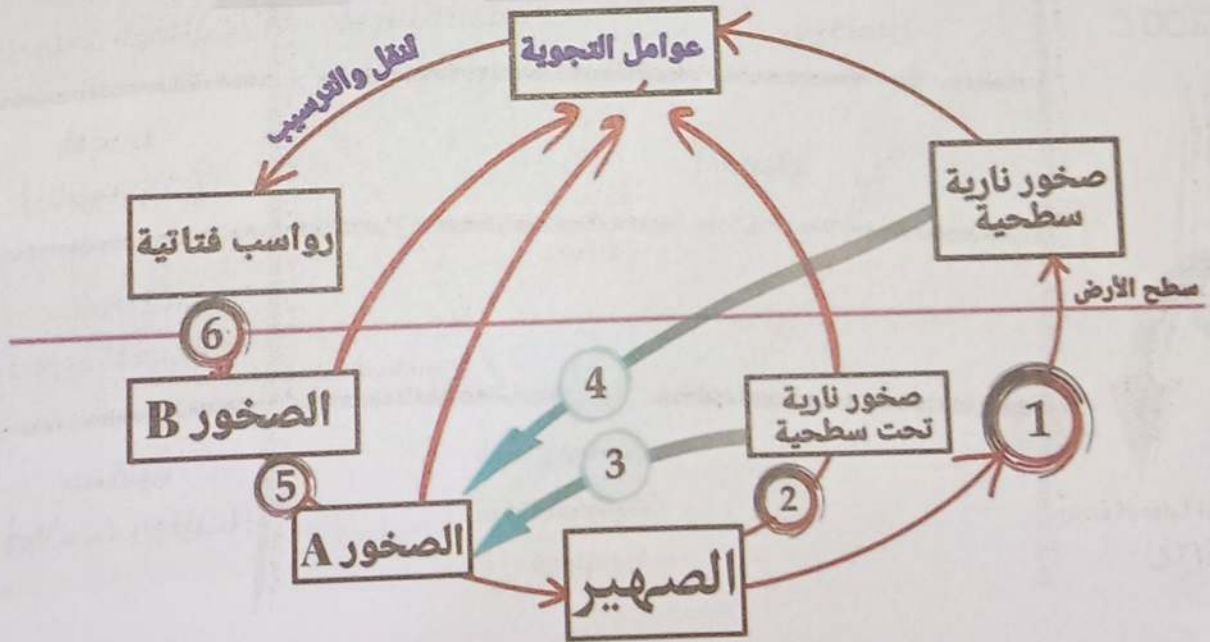 عوامل التجوية
لنقل والترسيب
صخور نارية
سطحية
رواسب فتاتية
سطح الأرض
6
4
1
الصخور B
صخور نارية
تحت سطحية
3
5
2
الصخور A
الصهير